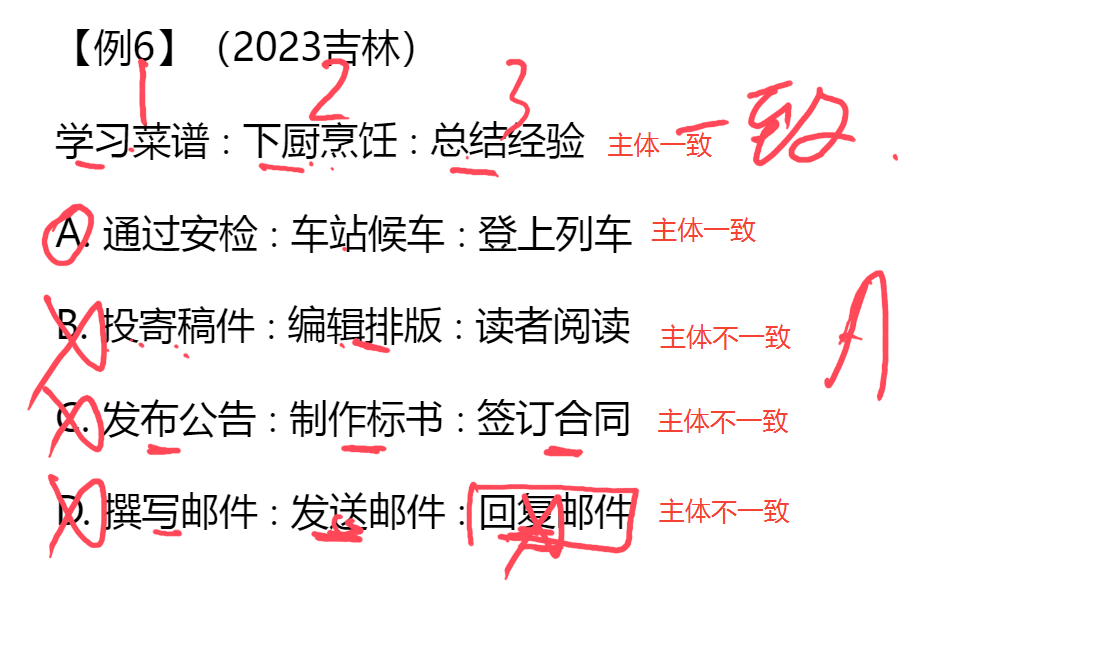 【例6】（2023吉林）
1 2 3
学习菜谱：下厨烹饪：总结经验 主体一致 一致.
A. 通过安检：车站候车：登上列车 主体一致
B. 投寄稿件：编辑排版：读者阅读 主体不一致
A
C. 发布公告：制作标书：签订合同 主体不一致
D. 撰写邮件：发送邮件：回复邮件 主体不一致